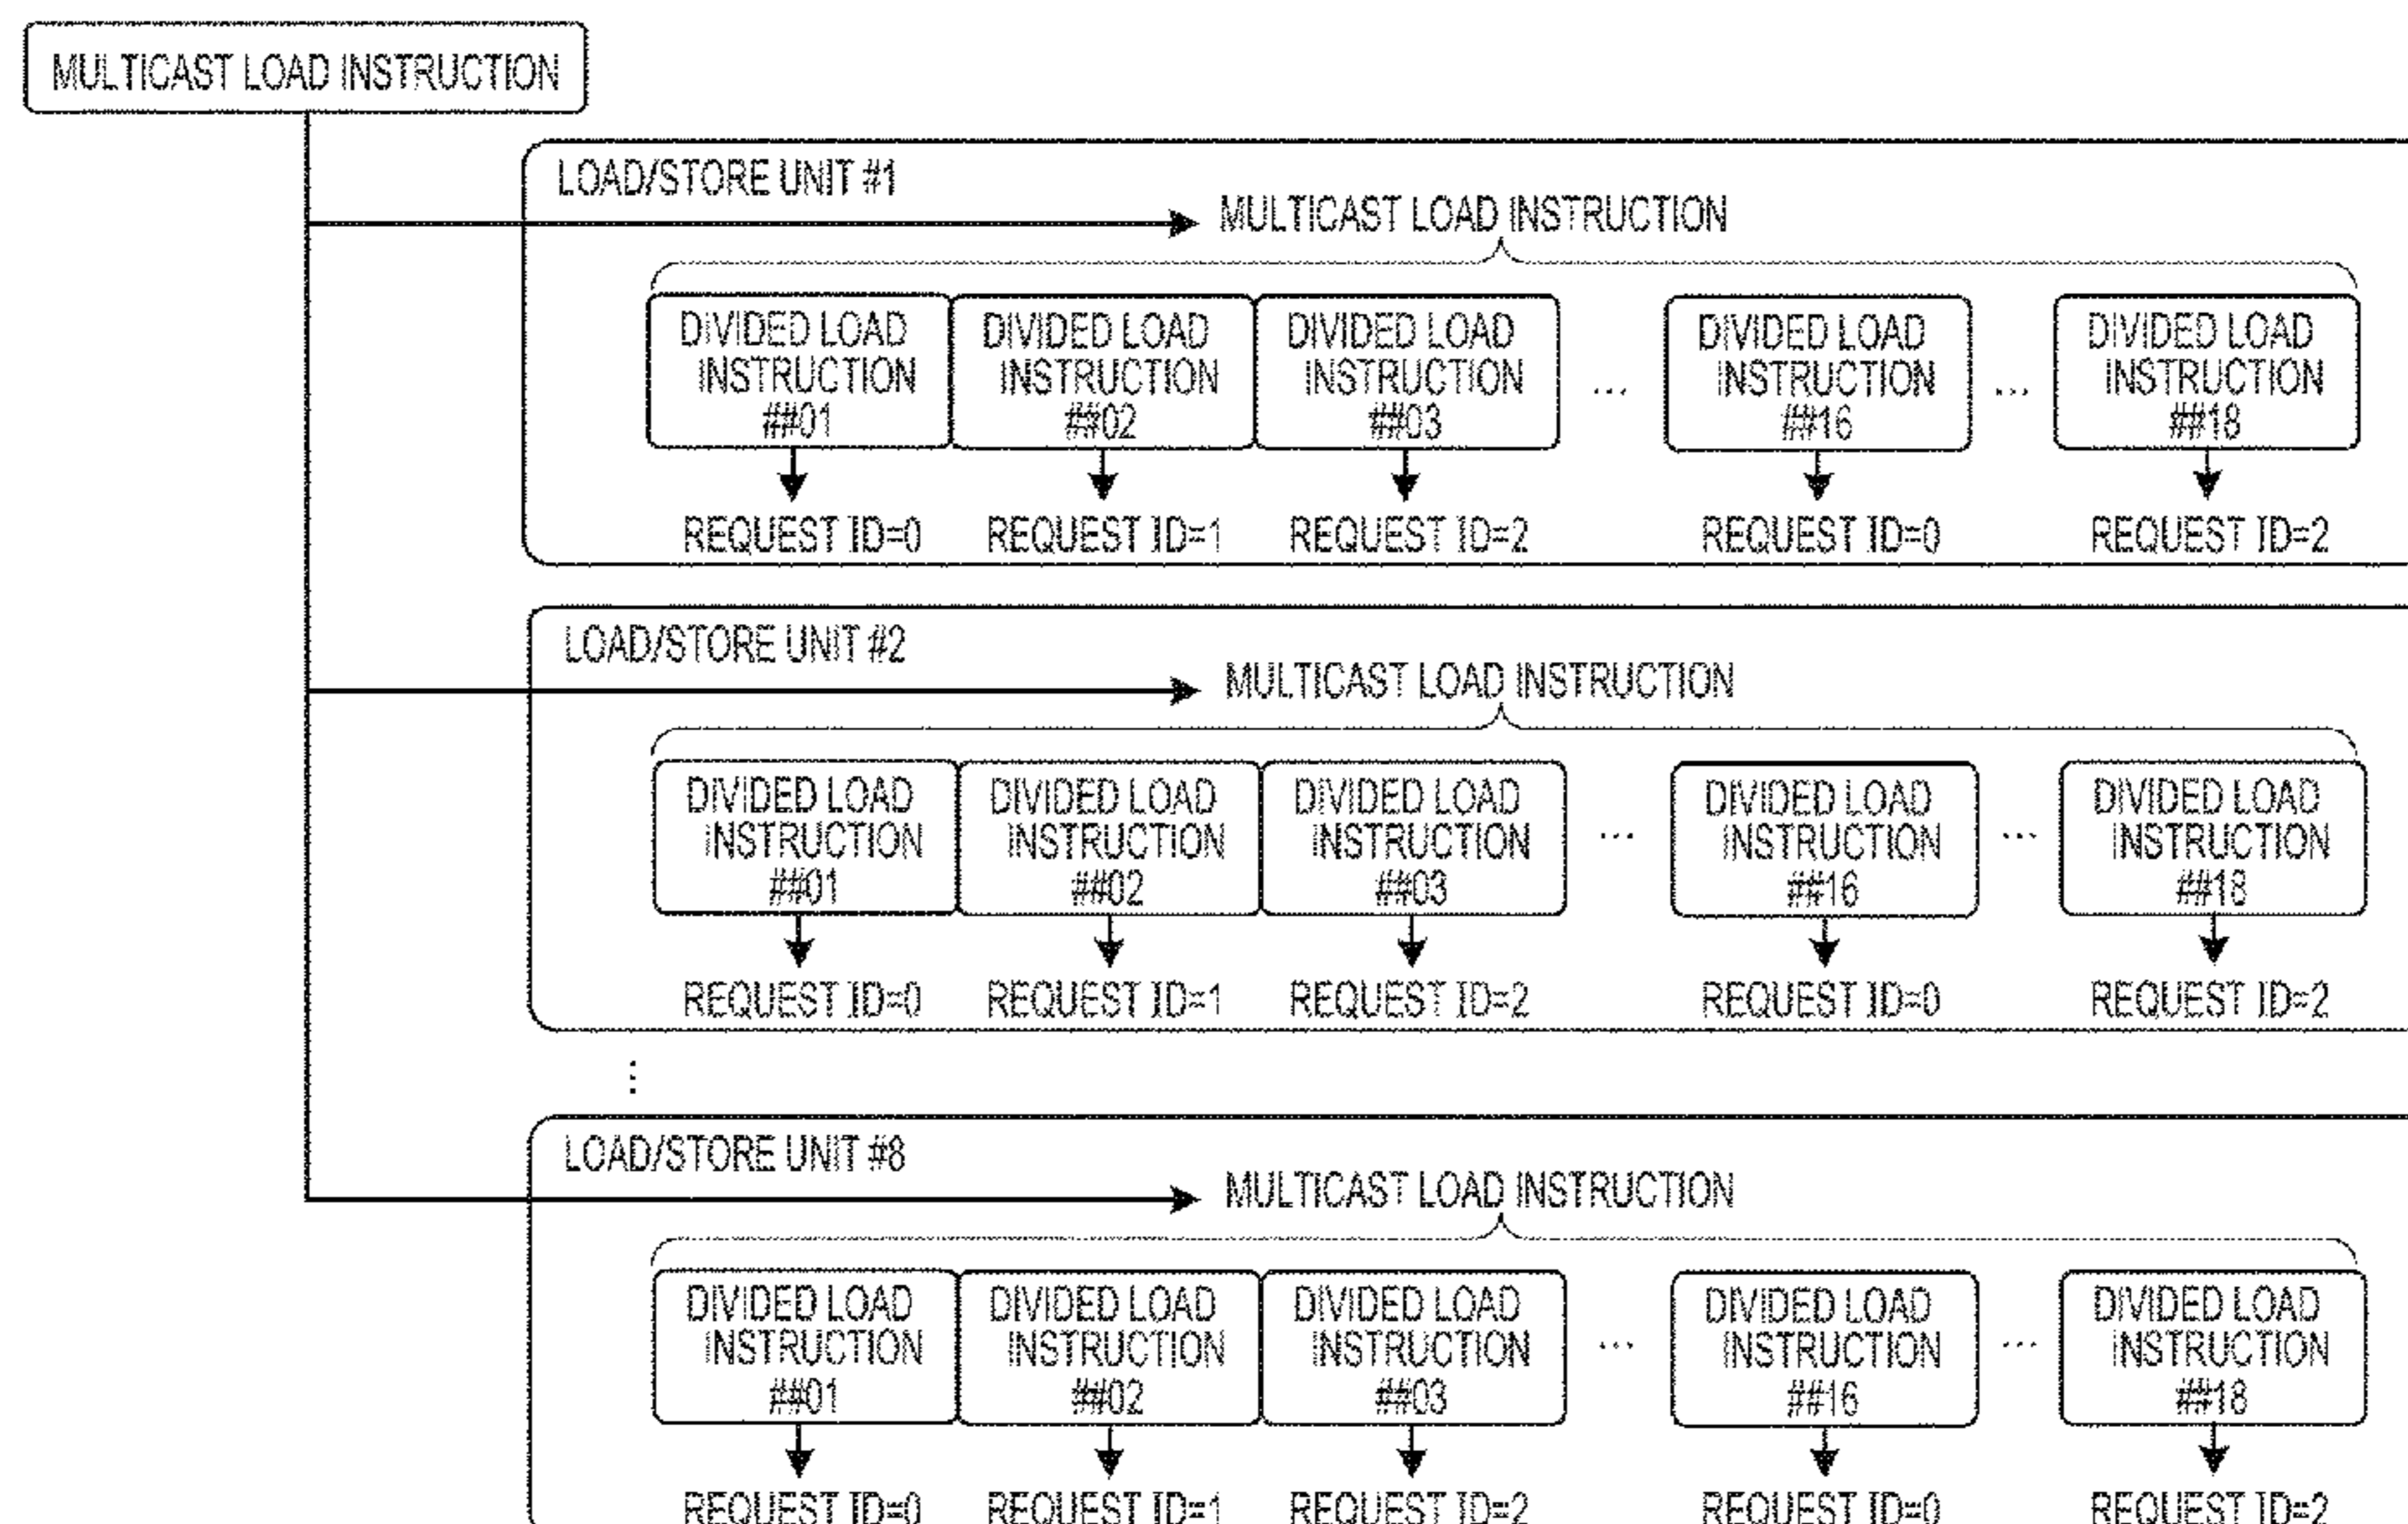 MULTICAST LOAD INSTRUCTION
LOAD/STORE UNIT #1
MULTICAST LOAD INSTRUCTION
DIVIDED LOAD
INSTRUCTION
##01
DIVIDED LOAD
INSTRUCTION
##02
DIVIDED LOAD
INSTRUCTION
##03
...
DIVIDED LOAD
INSTRUCTION
##16
...
DIVIDED LOAD
INSTRUCTION
##18
REQUEST ID=0
REQUEST ID=1
REQUEST ID=2
REQUEST ID=0
REQUEST ID=2
LOAD/STORE UNIT #2
MULTICAST LOAD INSTRUCTION
DIVIDED LOAD
INSTRUCTION
##01
DIVIDED LOAD
INSTRUCTION
##02
DIVIDED LOAD
INSTRUCTION
##03
...
DIVIDED LOAD
INSTRUCTION
##16
...
DIVIDED LOAD
INSTRUCTION
##18
REQUEST ID=0
REQUEST ID=1
REQUEST ID=2
REQUEST ID=0
REQUEST ID=2
⋮
LOAD/STORE UNIT #8
MULTICAST LOAD INSTRUCTION
DIVIDED LOAD
INSTRUCTION
##01
DIVIDED LOAD
INSTRUCTION
##02
DIVIDED LOAD
INSTRUCTION
##03
...
DIVIDED LOAD
INSTRUCTION
##16
...
DIVIDED LOAD
INSTRUCTION
##18
REQUEST ID=0
REQUEST ID=1
REQUEST ID=2
REQUEST ID=0
REQUEST ID=2